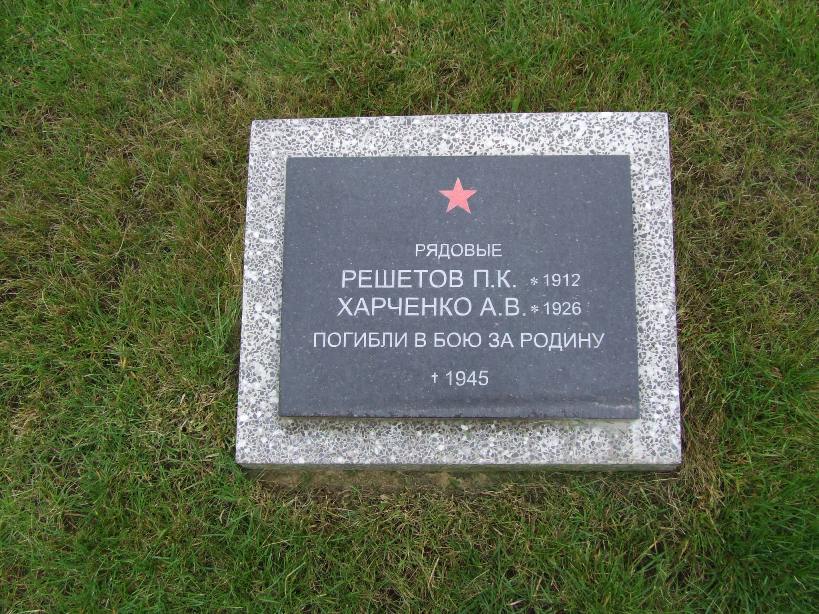 РЯДОВЫЕ
РЕШЕТОВ П.К. * 1912
ХАРЧЕНКО А.В. * 1926
ПОГИБЛИ В БОЮ ЗА РОДИНУ
† 1945